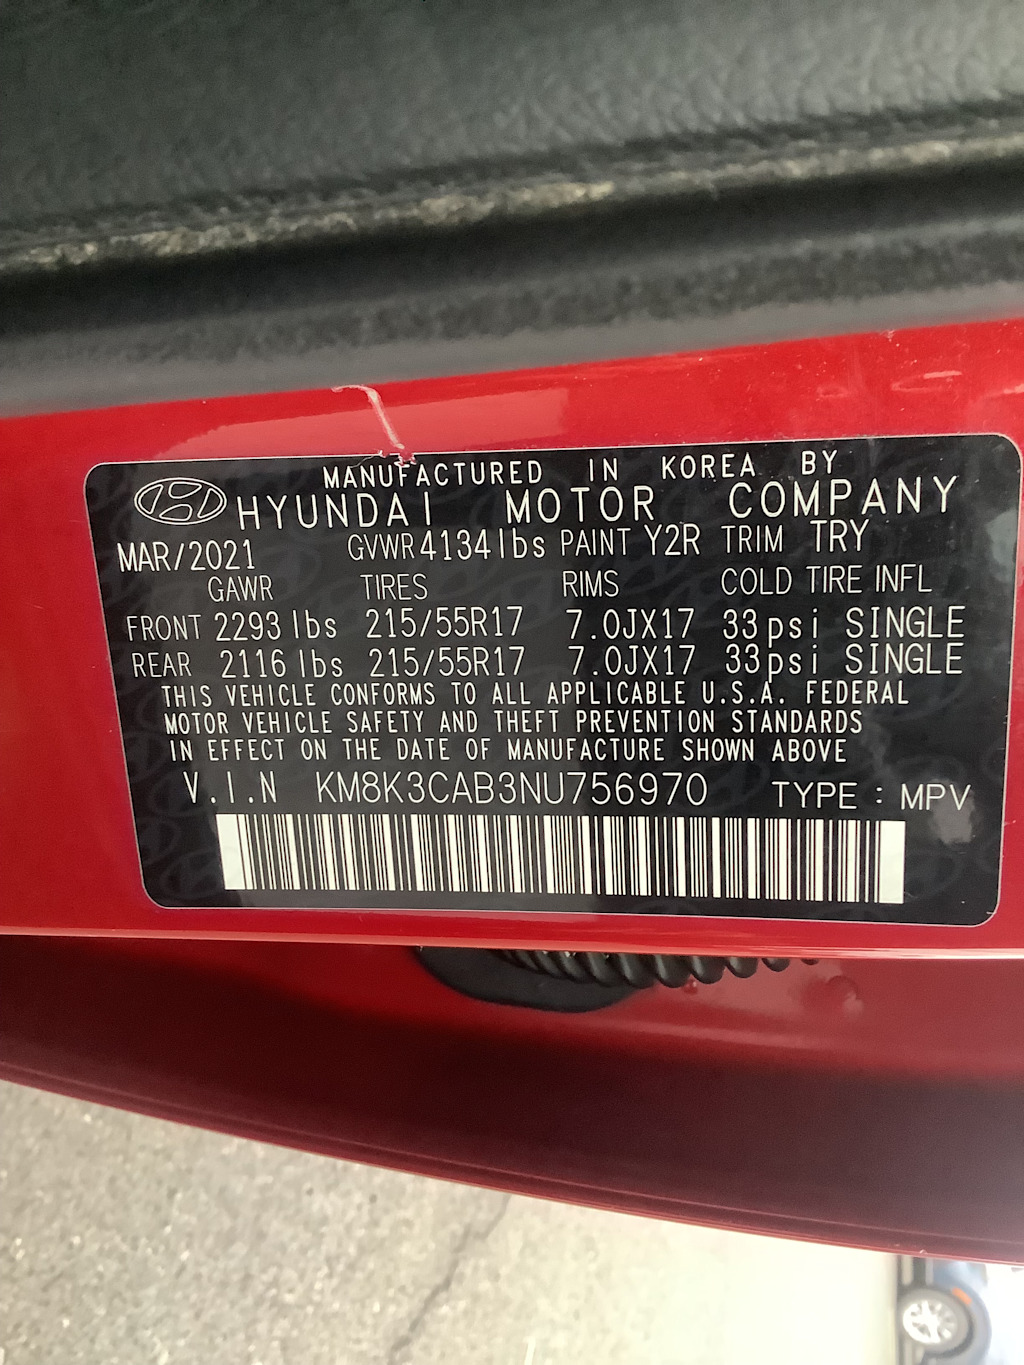 MANUFACTURED IN KOREA BY
HYUNDAI MOTOR COMPANY
MAR/2021 GVWR 4134lbs PAINT Y2R TRIM TRY
GAWR TIRES RIMS COLD TIRE INFL
FRONT 2293lbs 215/55R17 7.0JX17 33psi SINGLE
REAR 2116lbs 215/55R17 7.0JX17 33psi SINGLE
THIS VEHICLE CONFORMS TO ALL APPLICABLE U.S.A. FEDERAL
MOTOR VEHICLE SAFETY AND THEFT PREVENTION STANDARDS
IN EFFECT ON THE DATE OF MANUFACTURE SHOWN ABOVE
V.I.N KM8K3CAB3NU756970 TYPE : MPV